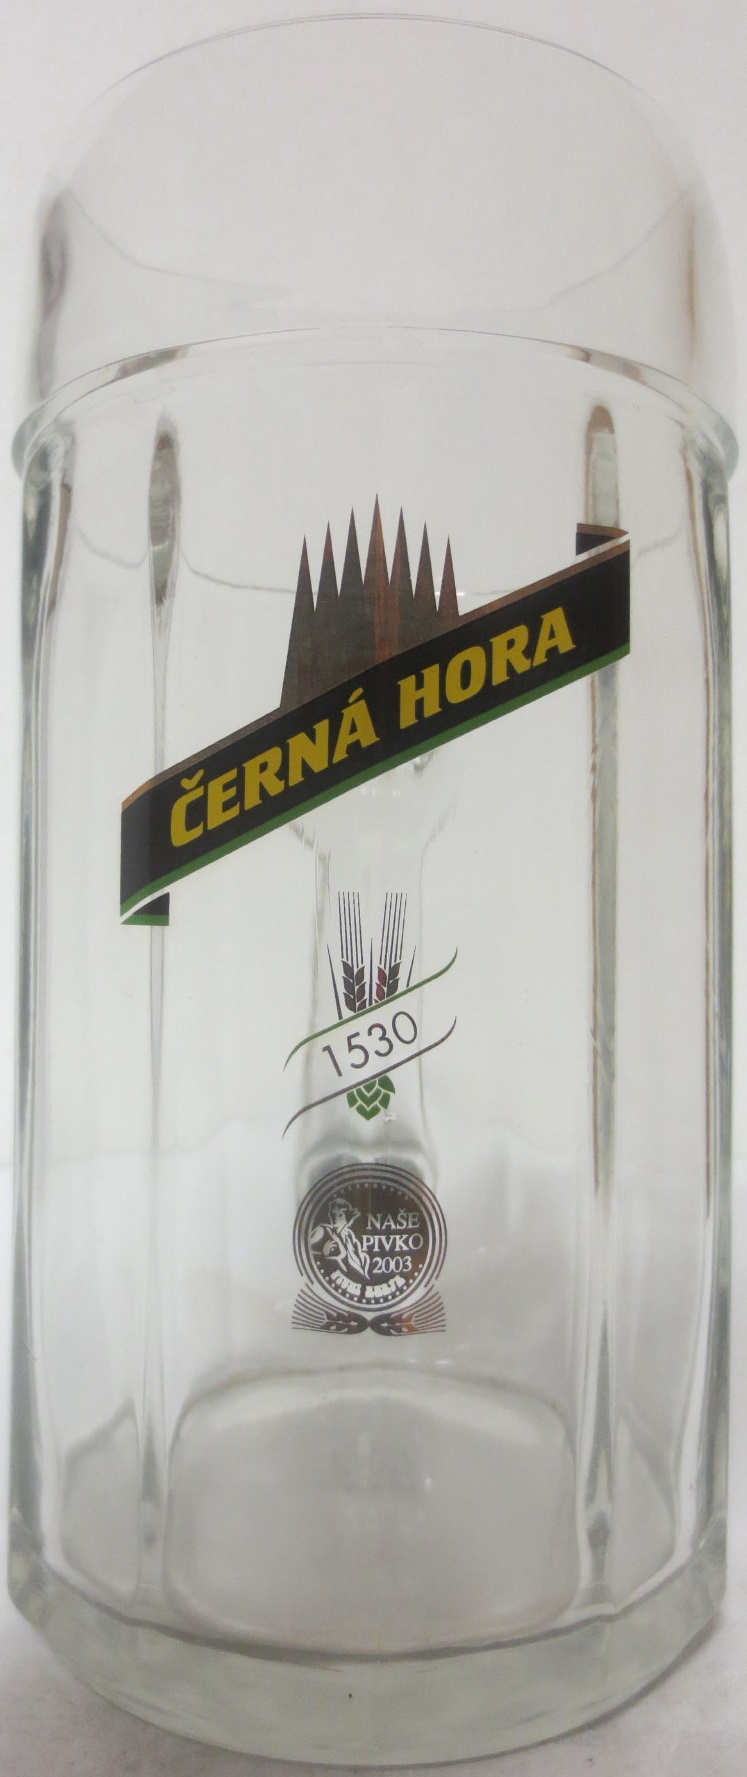 ČERNÁ HORA
1530
NAŠE
PIVKO
2003